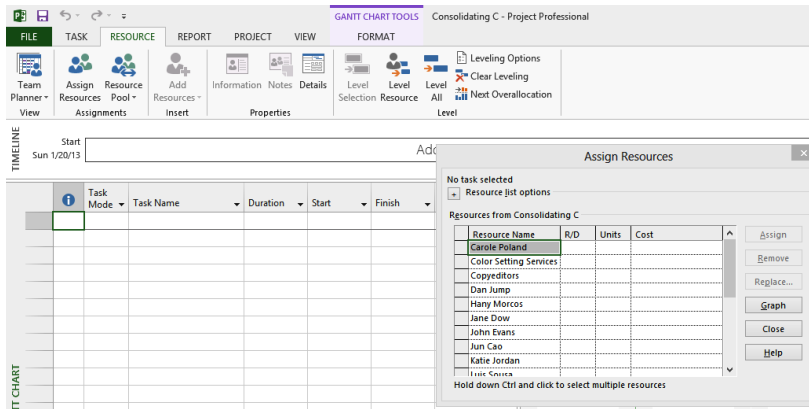 GANTT CHART TOOLS Consolidating C - Project Professional
FILE TASK RESOURCE REPORT PROJECT VIEW FORMAT
Team Planner Assign Resources Resource Pool Add Resources Information Notes Details Level Selection Level Resource Level All
Leveling Options
Clear Leveling
Next Overallocation
View Assignments Insert Properties Level
TIMELINE
Start
Sun 1/20/13
Task Mode Task Name Duration Start Finish
TT CHART
Assign Resources
No task selected
+ Resource list options
Resources from Consolidating C
Resource Name R/D Units Cost
Carole Poland
Color Setting Services
Copyeditors
Dan Jump
Hany Morcos
Jane Dow
John Evans
Jun Cao
Katie Jordan
Luis Sousa
Assign
Remove
Replace...
Graph
Close
Help
Hold down Ctrl and click to select multiple resources